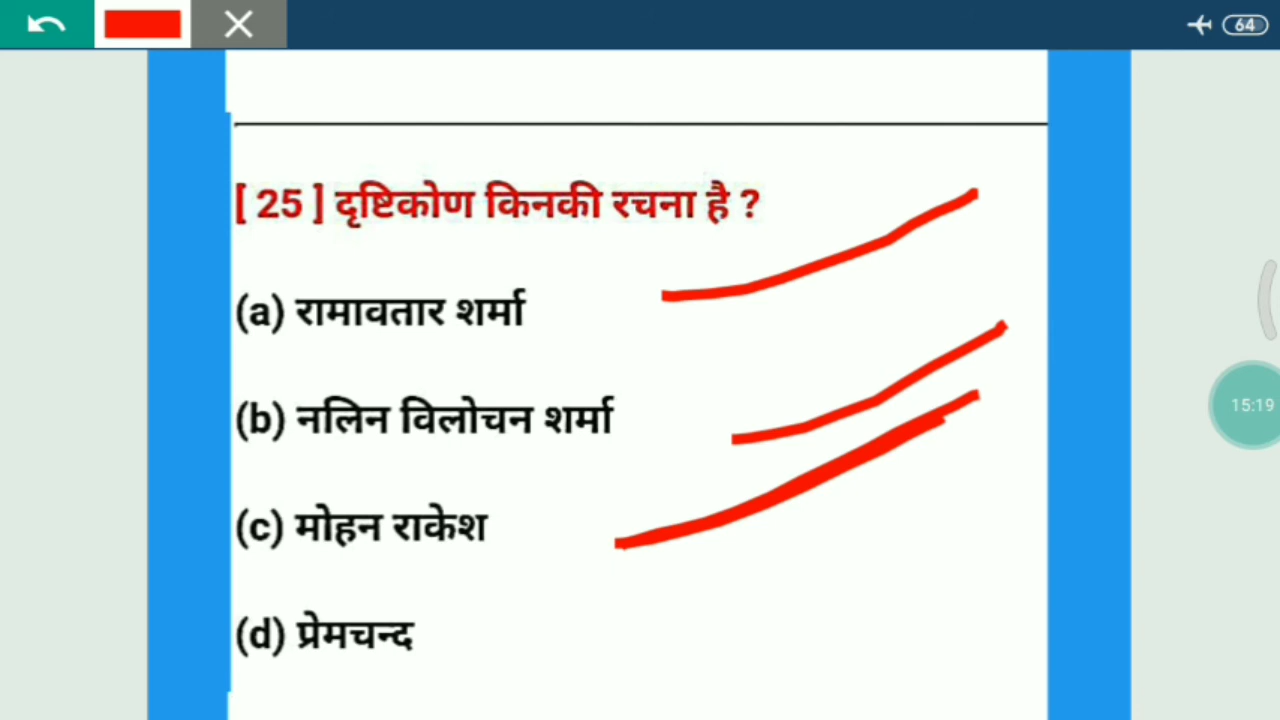 64
[ 25 ] दृष्टिकोण किनकी रचना है ?
(a) रामावतार शर्मा
(b) नलिन विलोचन शर्मा
(c) मोहन राकेश
15:19
(d) प्रेमचन्द